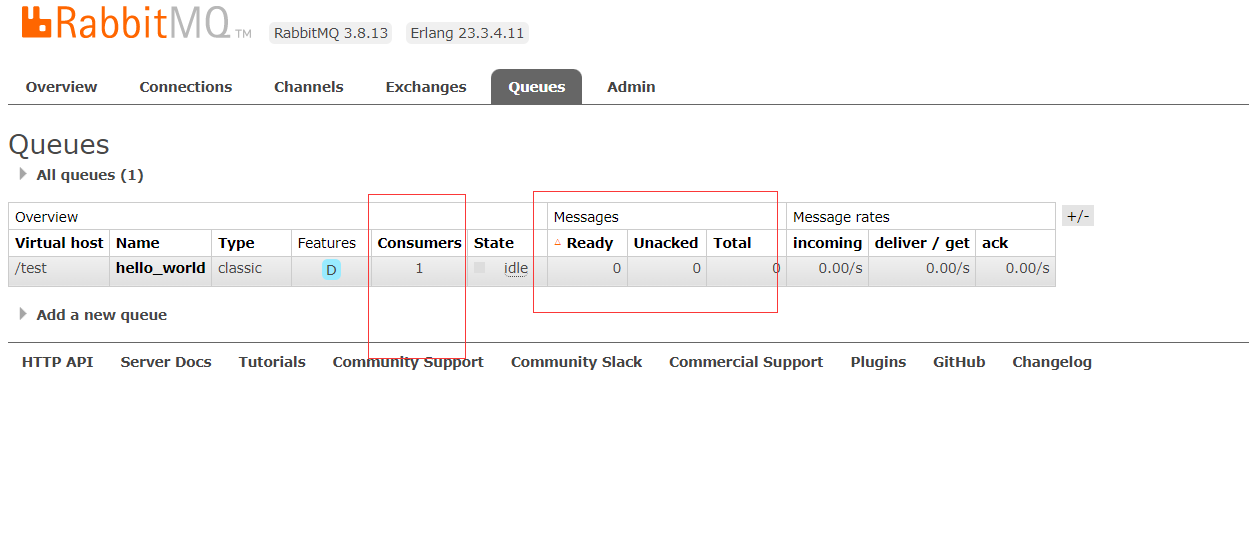 RabbitMQ TM RabbitMQ 3.8.13 Erlang 23.3.4.11
Overview Connections Channels Exchanges Queues Admin
Queues
All queues (1)
Overview Messages Message rates +/-
Virtual host Name Type Features Consumers State Ready Unacked Total incoming deliver / get ack
/test hello_world classic D 1 idle 0 0 0 0.00/s 0.00/s 0.00/s
Add a new queue
HTTP API Server Docs Tutorials Community Support Community Slack Commercial Support Plugins GitHub Changelog